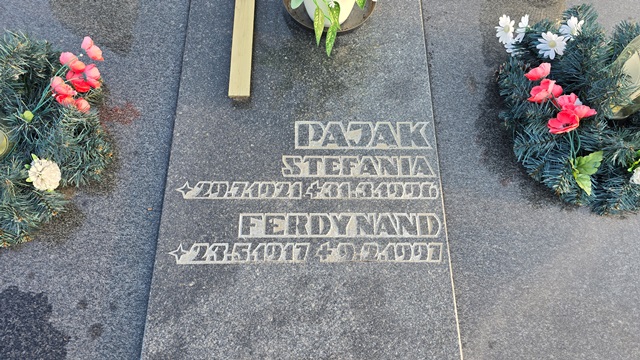 PAJAK
STEFANIA
✧29.7.1921 ✝31.3.1996
FERDYNAND
✧23.5.1917 ✝9.2.1997